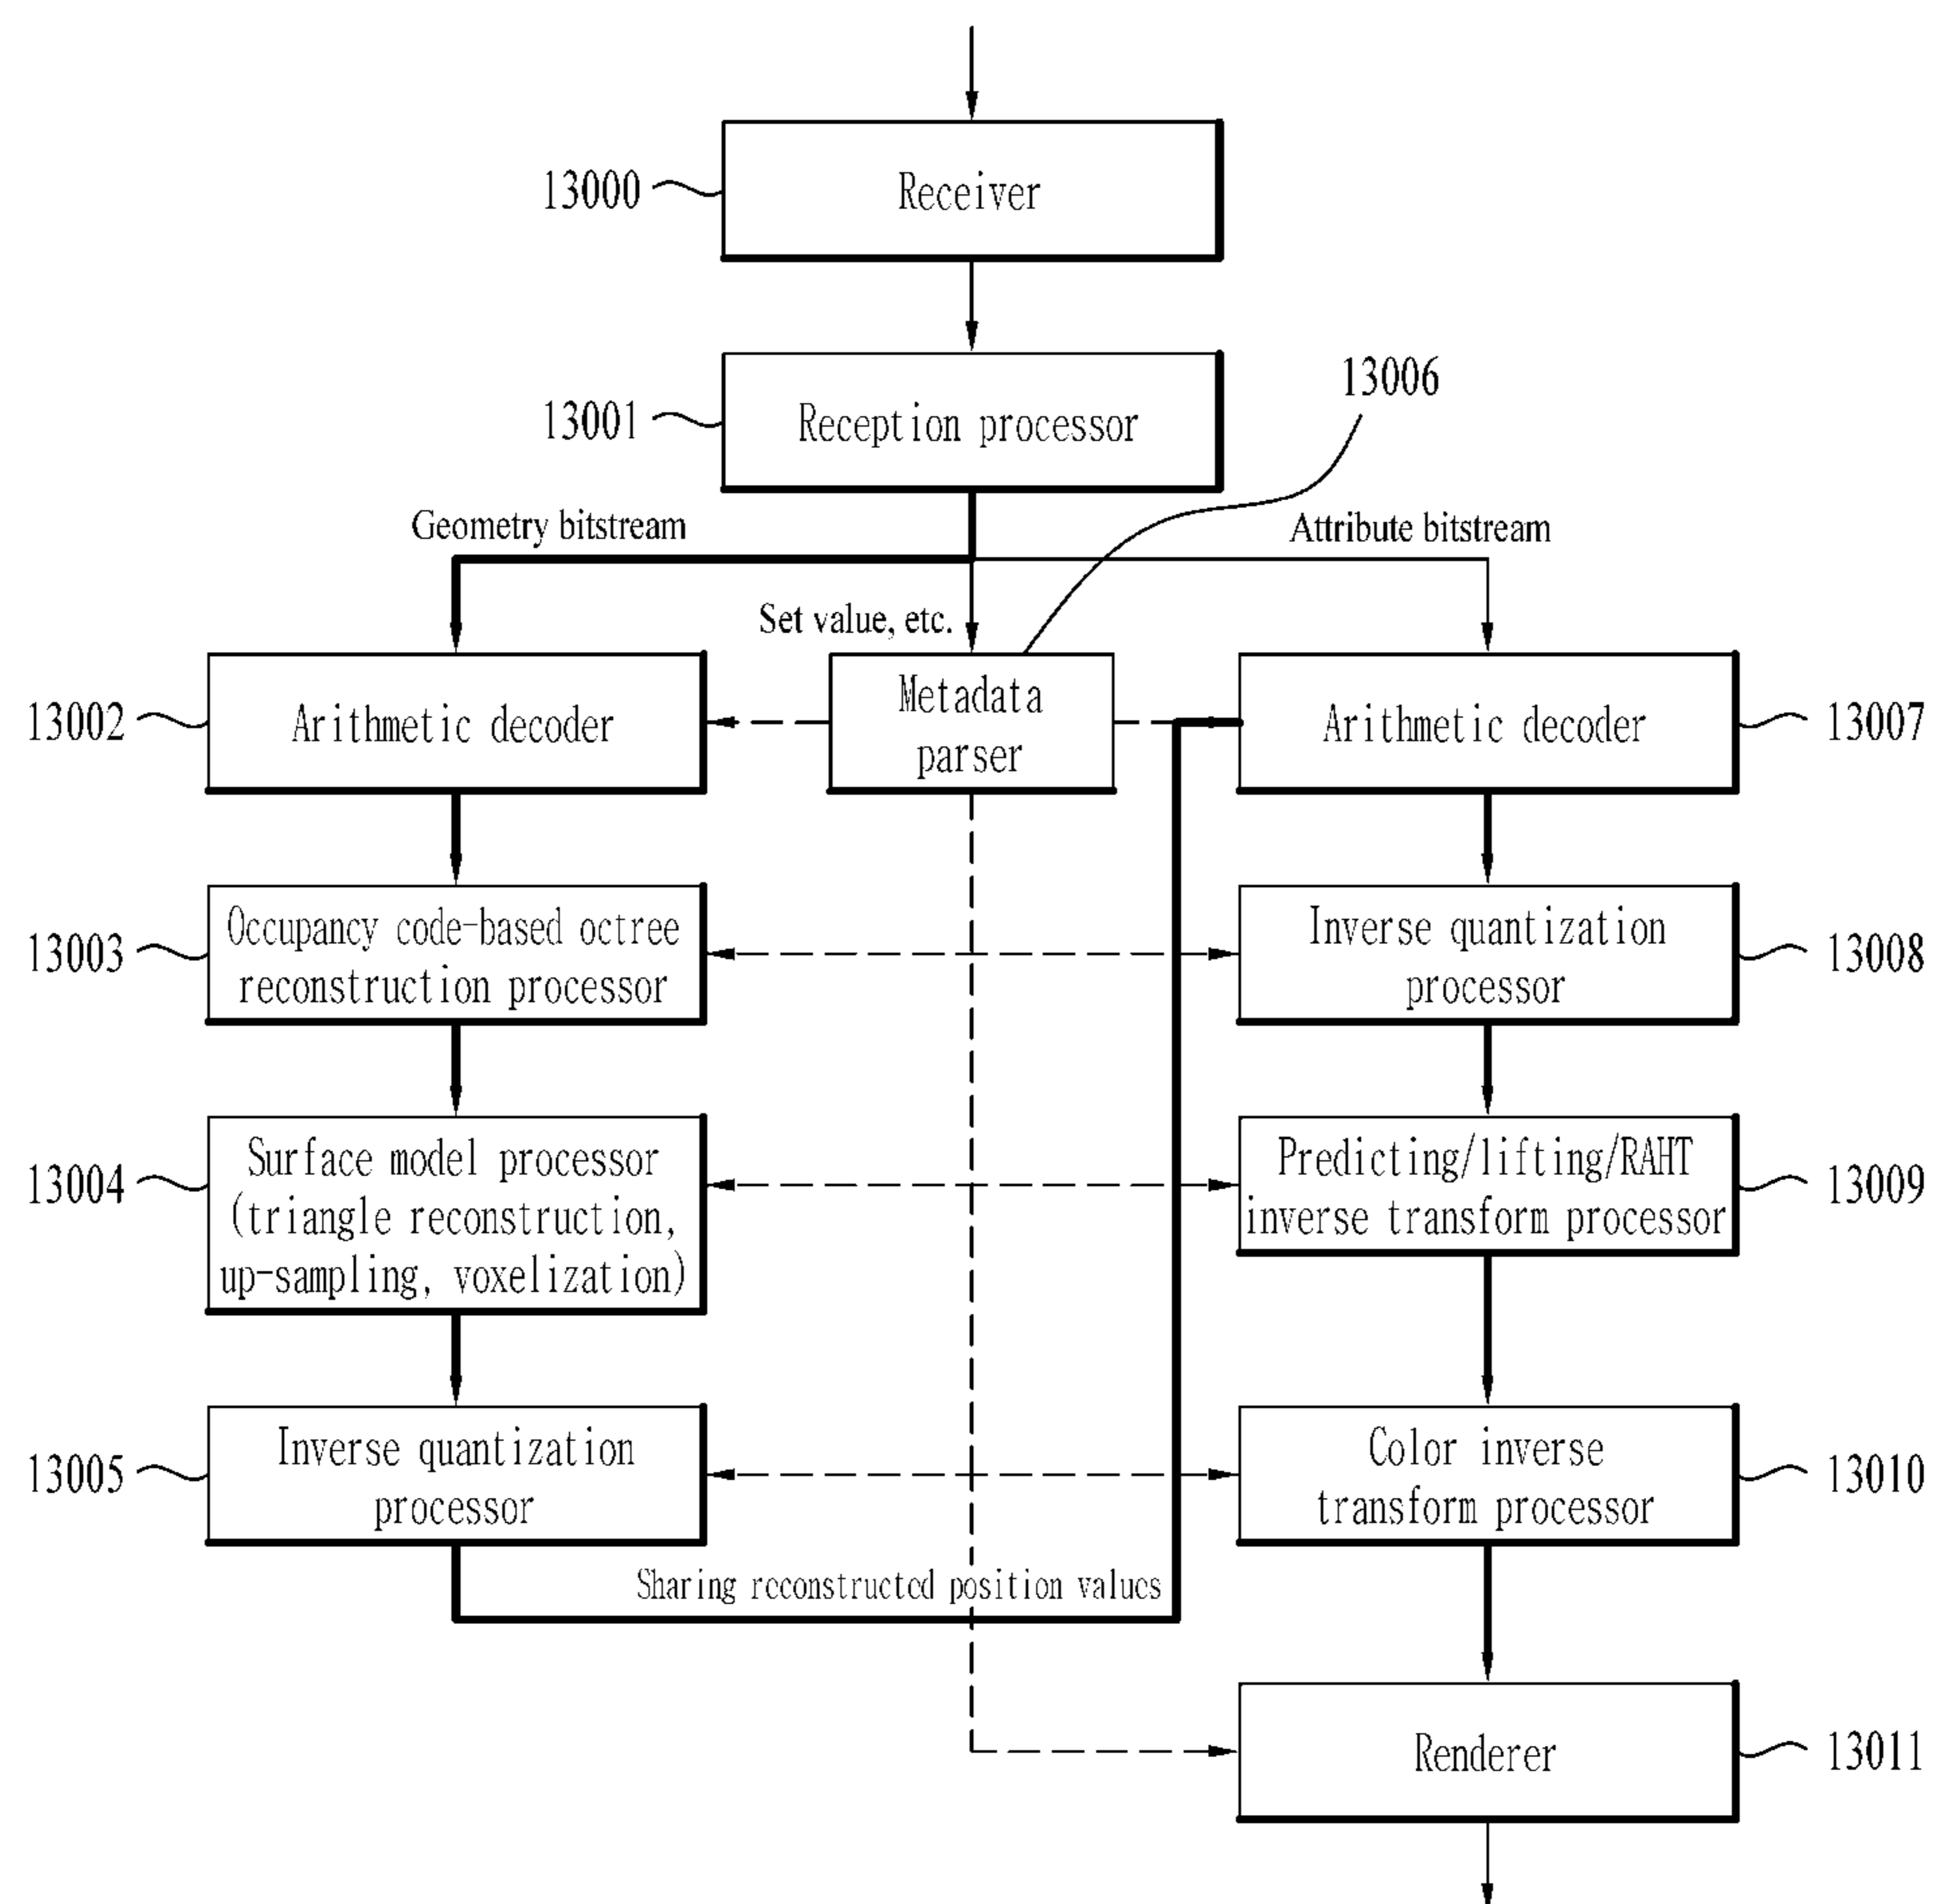 13000
Receiver
13001
Reception processor
13006
Geometry bitstream
Attribute bitstream
Set value, etc.
13002
Arithmetic decoder
Metadata
parser
Arithmetic decoder
13007
13003
Occupancy code-based octree
reconstruction processor
Inverse quantization
processor
13008
13004
Surface model processor
(triangle reconstruction,
up-sampling, voxelization)
Predicting/lifting/RAHT
inverse transform processor
13009
13005
Inverse quantization
processor
Color inverse
transform processor
13010
Sharing reconstructed position values
Renderer
13011